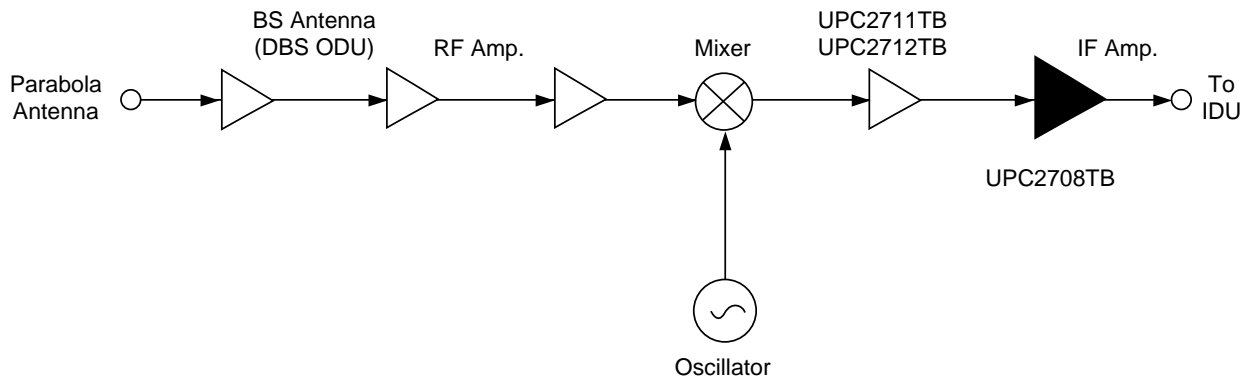 BS Antenna
(DBS ODU)
RF Amp.
Mixer
UPC2711TB
UPC2712TB
IF Amp.
Parabola
Antenna
To
IDU
UPC2708TB
Oscillator